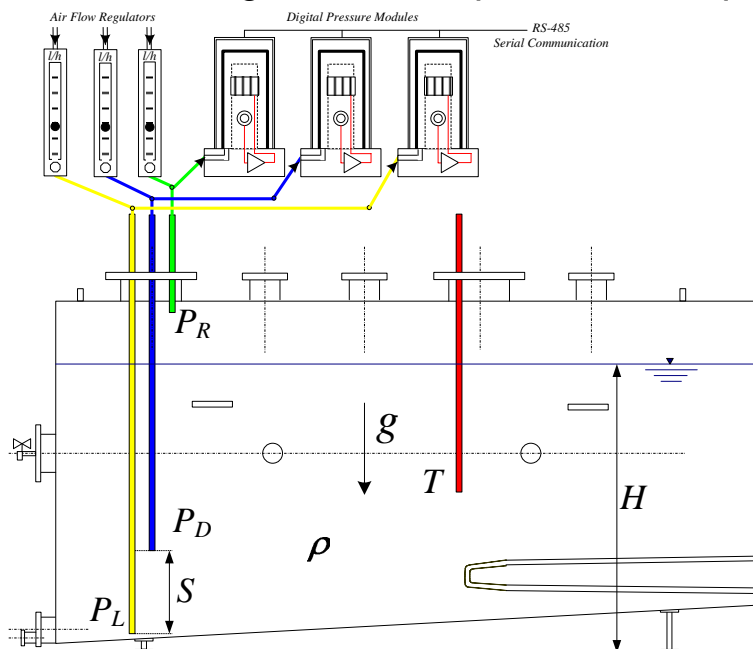 Air Flow Regulators
Digital Pressure Modules
RS-485
Serial Communication
l/h
l/h
l/h
P_R
g
T
H
P_D
ρ
S
P_L